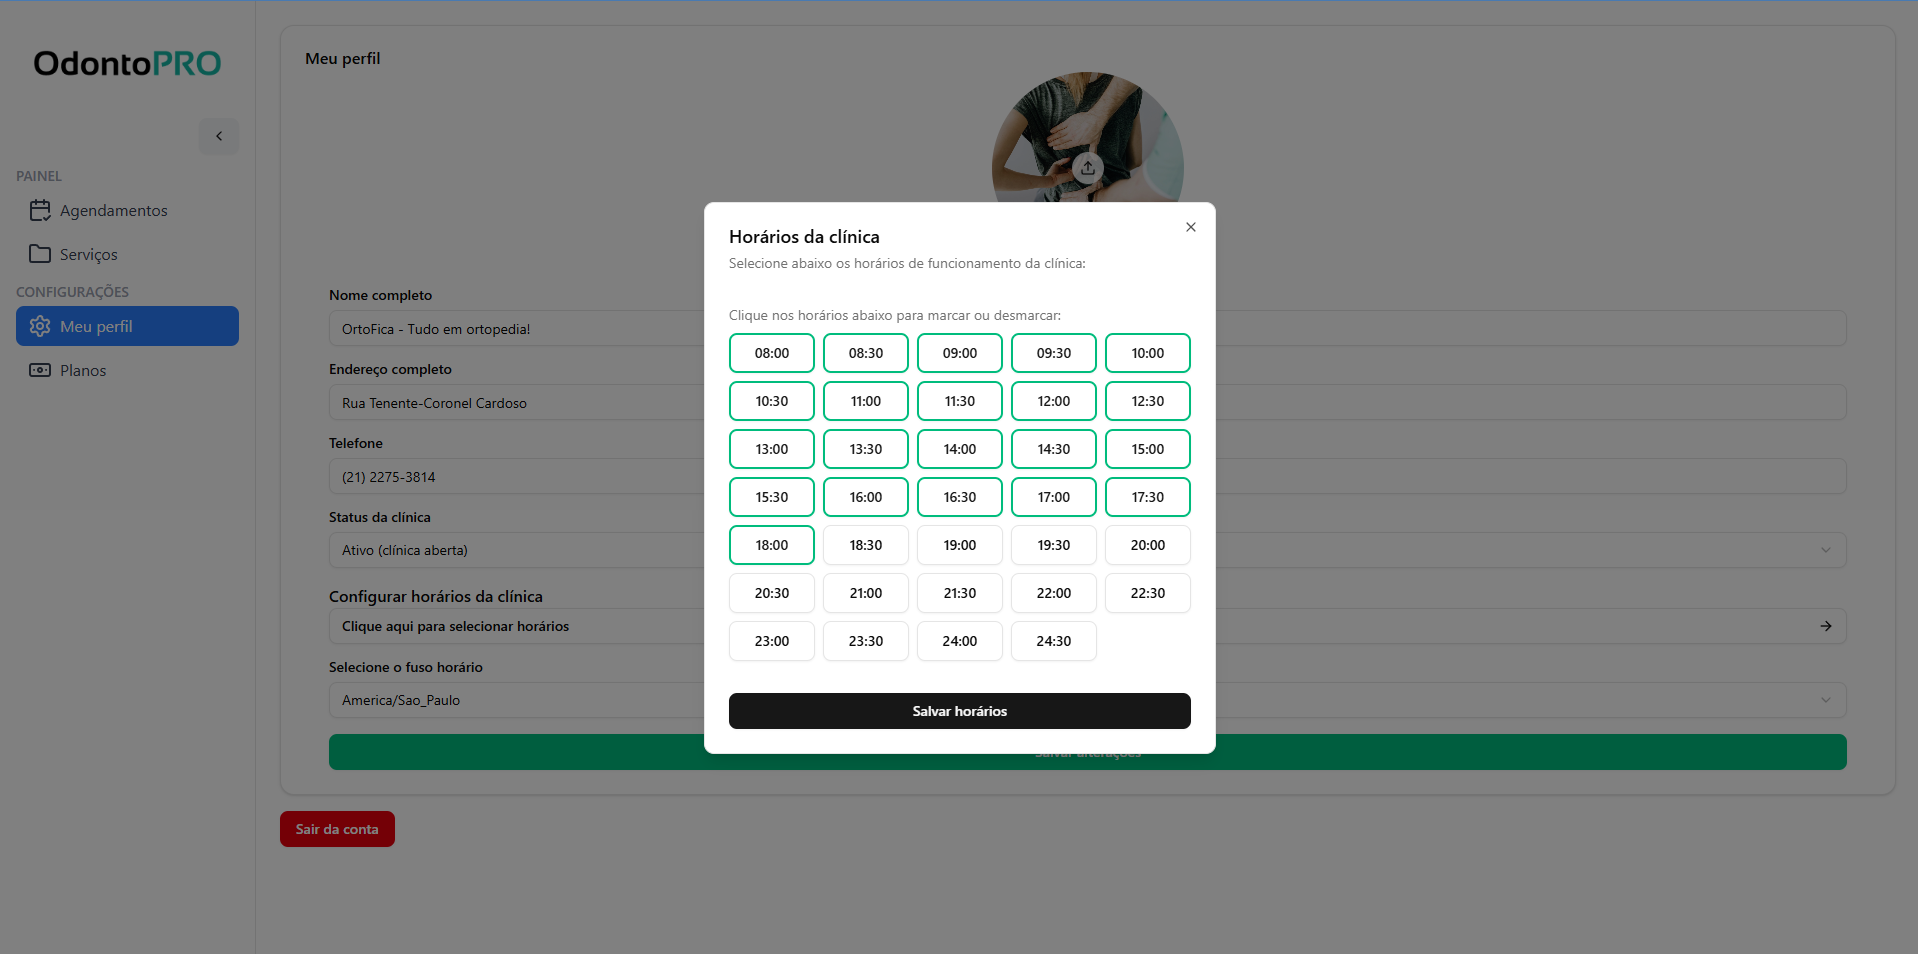 OdontoPRO
PAINEL
Agendamentos
Serviços
CONFIGURAÇÕES
Meu perfil
Planos
Meu perfil
Nome completo
OrtoFica - Tudo em ortopedia!
Endereço completo
Rua Tenente-Coronel Cardoso
Telefone
(21) 2275-3814
Status da clínica
Ativo (clínica aberta)
Configurar horários da clínica
Clique aqui para selecionar horários
Selecione o fuso horário
America/Sao_Paulo
Salvar alterações
Sair da conta
Horários da clínica
Selecione abaixo os horários de funcionamento da clínica:
Clique nos horários abaixo para marcar ou desmarcar:
08:00 08:30 09:00 09:30 10:00
10:30 11:00 11:30 12:00 12:30
13:00 13:30 14:00 14:30 15:00
15:30 16:00 16:30 17:00 17:30
18:00 18:30 19:00 19:30 20:00
20:30 21:00 21:30 22:00 22:30
23:00 23:30 24:00 24:30
Salvar horários